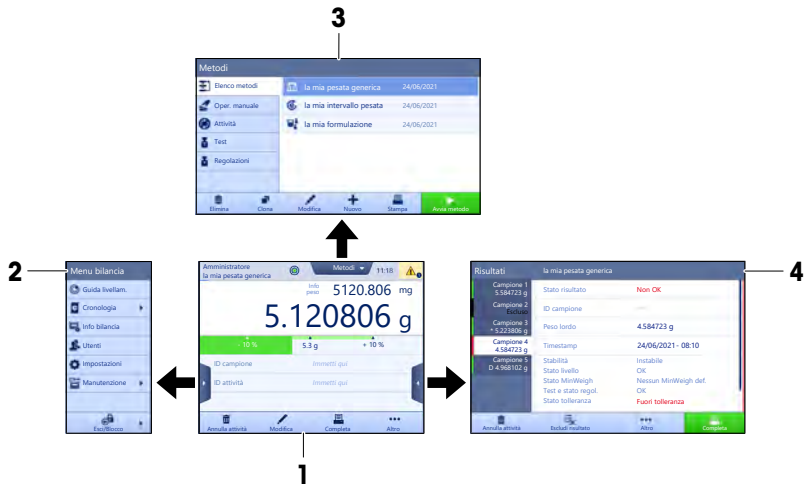 3
Metodi
Elenco metodi
la mia pesata generica 24/06/2021
Oper. manuale
la mia intervallo pesata 24/06/2021
Attività
la mia formulazione 24/06/2021
Test
Regolazioni
Elimina Clona Modifica Nuovo Stampa Avvia metodo
2
Menu bilancia
Guida livellam.
Cronologia
Info bilancia
Utenti
Impostazioni
Manutenzione
Esci/Blocco
Amministratore
la mia pesata generica
Metodi 11:18
Info peso 5120.806 mg
5.120806 g
- 10 % 5.3 g + 10 %
ID campione Immetti qui
ID attività Immetti qui
Annulla attività Modifica Completa Altro
1
4
Risultati la mia pesata generica
Campione 1
5.584723 g
Campione 2
Escluso
Campione 3
* 5.223806 g
Campione 4
4.584723 g
Campione 5
D 4.968102 g
Stato risultato Non OK
ID campione
Peso lordo 4.584723 g
Timestamp 24/06/2021- 08:10
Stabilità Instabile
Stato livello OK
Stato MinWeigh Nessun MinWeigh def.
Test e stato regol. OK
Stato tolleranza Fuori tolleranza
Annulla attività Escludi risultato Altro Completa